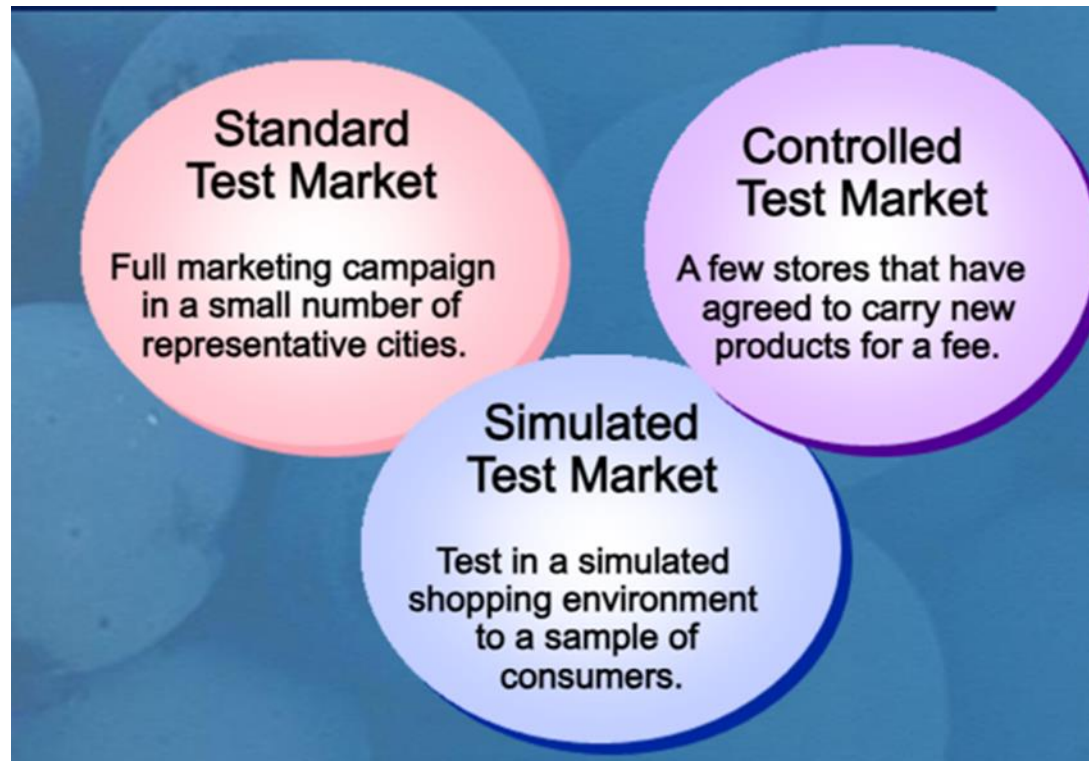 Standard
Test Market
Full marketing campaign
in a small number of
representative cities.
Controlled
Test Market
A few stores that have
agreed to carry new
products for a fee.
Simulated
Test Market
Test in a simulated
shopping environment
to a sample of
consumers.